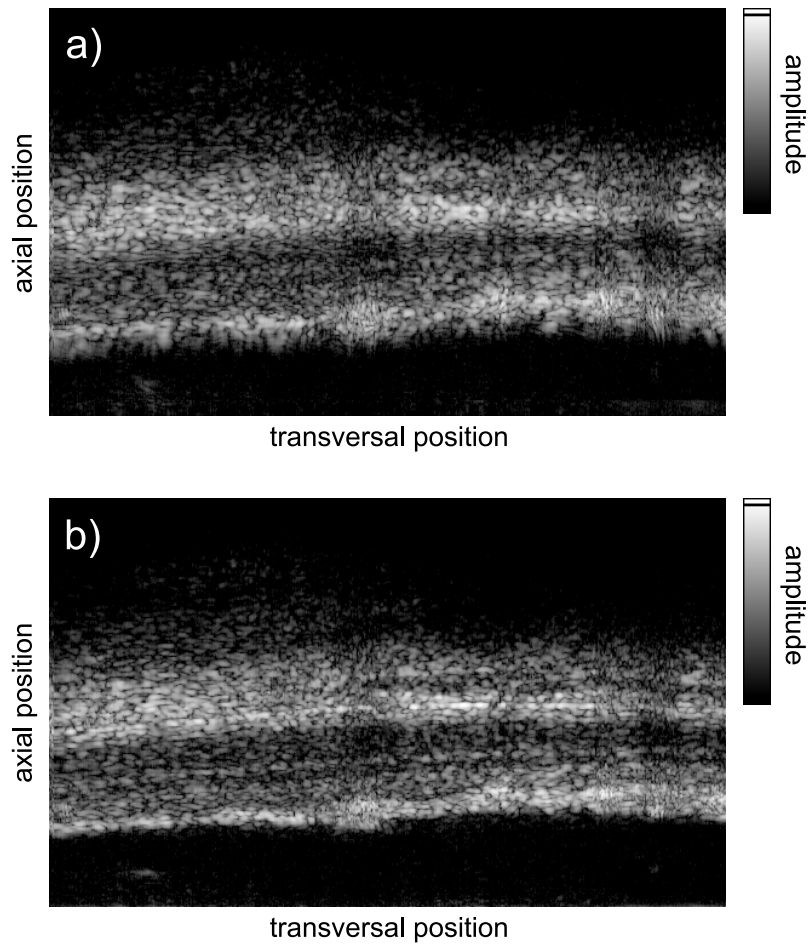 a)
amplitude
axial position
transversal position
b)
amplitude
axial position
transversal position